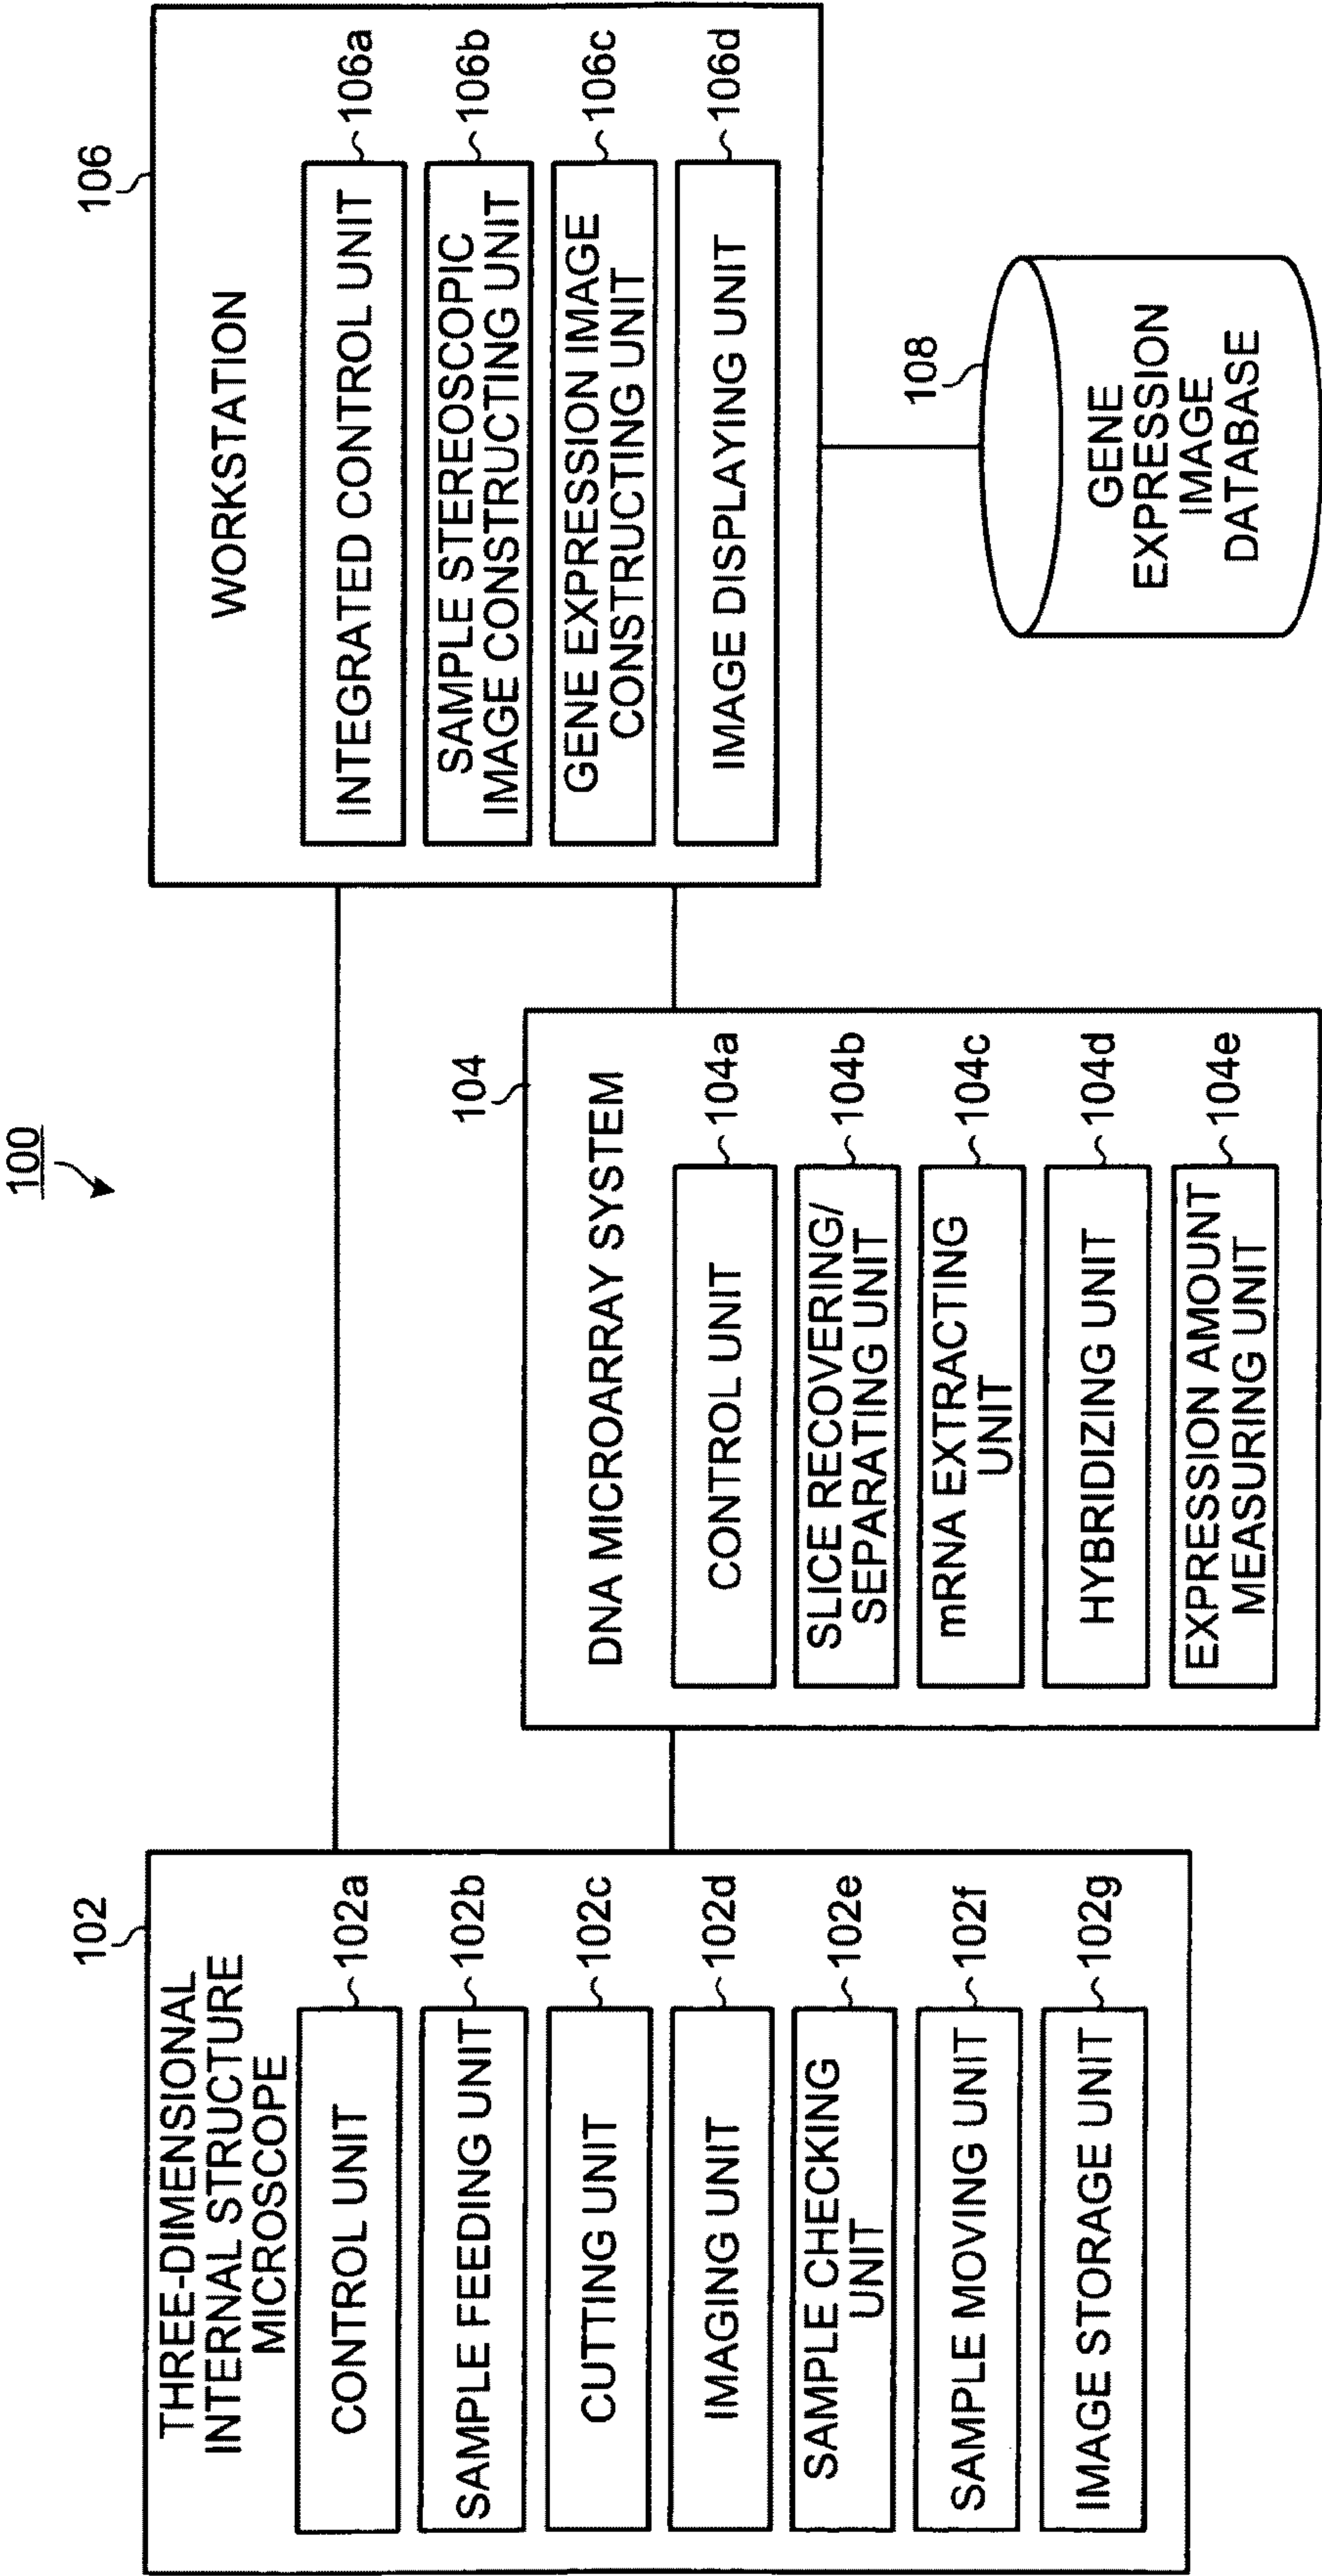 100
102
THREE-DIMENSIONAL
INTERNAL STRUCTURE
MICROSCOPE
CONTROL UNIT
102a
SAMPLE FEEDING UNIT
102b
CUTTING UNIT
102c
IMAGING UNIT
102d
SAMPLE CHECKING
UNIT
102e
SAMPLE MOVING UNIT
102f
IMAGE STORAGE UNIT
102g
104
DNA MICROARRAY SYSTEM
CONTROL UNIT
104a
SLICE RECOVERING/
SEPARATING UNIT
104b
mRNA EXTRACTING
UNIT
104c
HYBRIDIZING UNIT
104d
EXPRESSION AMOUNT
MEASURING UNIT
104e
106
WORKSTATION
INTEGRATED CONTROL UNIT
106a
SAMPLE STEREOSCOPIC
IMAGE CONSTRUCTING UNIT
106b
GENE EXPRESSION IMAGE
CONSTRUCTING UNIT
106c
IMAGE DISPLAYING UNIT
106d
108
GENE
EXPRESSION
IMAGE
DATABASE